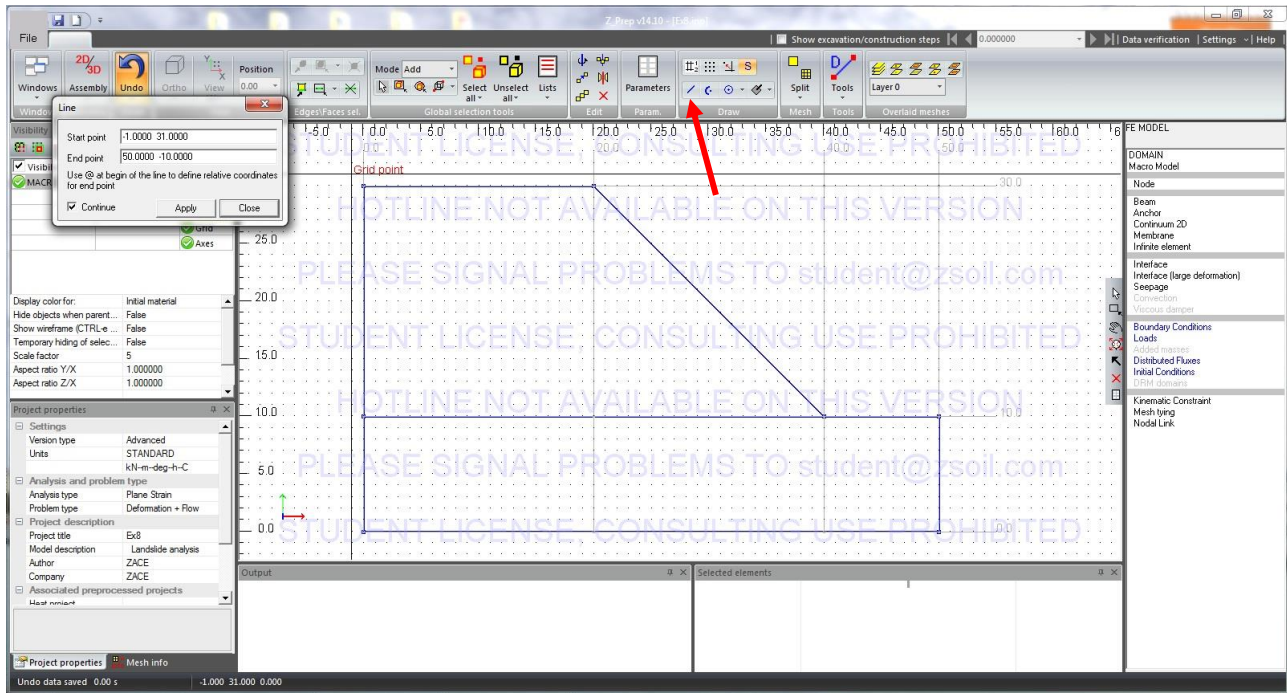 Z_Prep v14.10 - [Ex8.inp]
File
Show excavation/construction steps 0.000000 Data verification | Settings | Help
Windows 2D/3D Assembly Undo Ortho View Position 0.00 Mode Add Select all Unselect all Lists Parameters Split Tools Layer 0
Edges\Faces sel. Global selection tools Edit Param. Draw Mesh Tools Overlaid meshes
Line
Start point -1.0000 31.0000
End point 50.0000 -10.0000
Use @ at begin of the line to define relative coordinates
for end point
Continue Apply Close
Visibility
Grid
Axes
Display color for: Initial material
Hide objects when parent... False
Show wireframe (CTRL-e ... False
Temporary hiding of selec... False
Scale factor 5
Aspect ratio Y/X 1.000000
Aspect ratio Z/X 1.000000
Project properties
Settings
Version type Advanced
Units STANDARD
kN-m-deg-h-C
Analysis and problem type
Analysis type Plane Strain
Problem type Deformation + Flow
Project description
Project title Ex8
Model description Landslide analysis
Author ZACE
Company ZACE
Associated preprocessed projects
Heat project
Project properties Mesh info
Undo data saved 0.00 s -1.000 31.000 0.000
-5.0 0.0 5.0 10.0 15.0 20.0 25.0 30.0 35.0 40.0 45.0 50.0 55.0 60.0
0.0 20.0 40.0 50.0
STUDENT LICENSE, CONSULTING USE PROHIBITED
Grid point
30.0
HOTLINE NOT AVAILABLE ON THIS VERSION
25.0
PLEASE SIGNAL PROBLEMS TO student@zsoil.com
20.0
STUDENT LICENSE, CONSULTING USE PROHIBITED
15.0
HOTLINE NOT AVAILABLE ON THIS VERSION
10.0 10.0
PLEASE SIGNAL PROBLEMS TO student@zsoil.com
5.0
STUDENT LICENSE, CONSULTING USE PROHIBITED
0.0 0.0
Output
Selected elements
FE MODEL
DOMAIN
Macro Model
Node
Beam
Anchor
Continuum 2D
Membrane
Infinite element
Interface
Interface (large deformation)
Seepage
Convection
Viscous damper
Boundary Conditions
Loads
Added masses
Distributed Fluxes
Initial Conditions
DRM domains
Kinematic Constraint
Mesh tying
Nodal Link